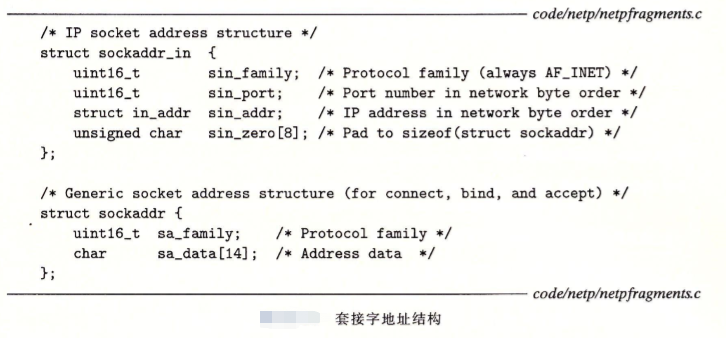 code/netp/netpfragments.c
/* IP socket address structure */
struct sockaddr_in  {
    uint16_t        sin_family;  /* Protocol family (always AF_INET) */
    uint16_t        sin_port;    /* Port number in network byte order */
    struct in_addr  sin_addr;    /* IP address in network byte order */
    unsigned char   sin_zero[8]; /* Pad to sizeof(struct sockaddr) */
};
/* Generic socket address structure (for connect, bind, and accept) */
struct sockaddr {
    uint16_t  sa_family;    /* Protocol family */
    char      sa_data[14];  /* Address data  */
};
code/netp/netpfragments.c
套接字地址结构